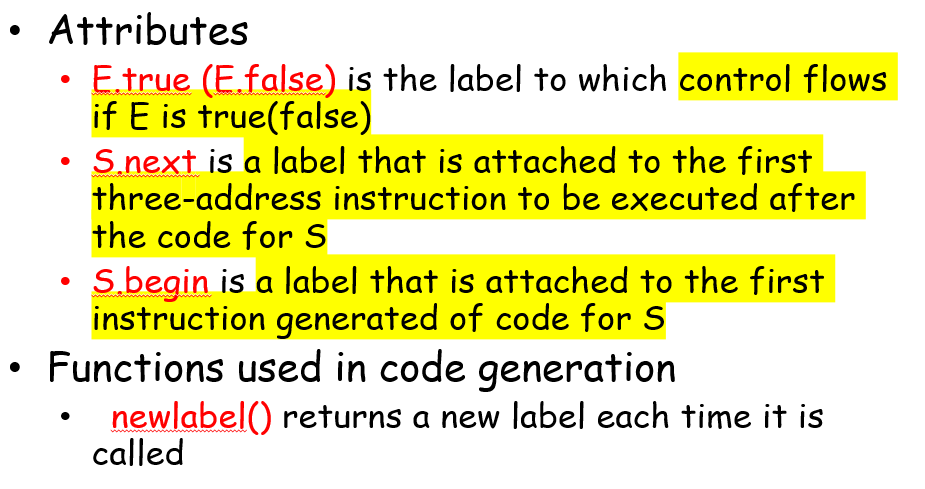 • Attributes
• E.true (E.false) is the label to which control flows
if E is true(false)
• S.next is a label that is attached to the first
three-address instruction to be executed after
the code for S
• S.begin is a label that is attached to the first
instruction generated of code for S
• Functions used in code generation
• newlabel() returns a new label each time it is
called